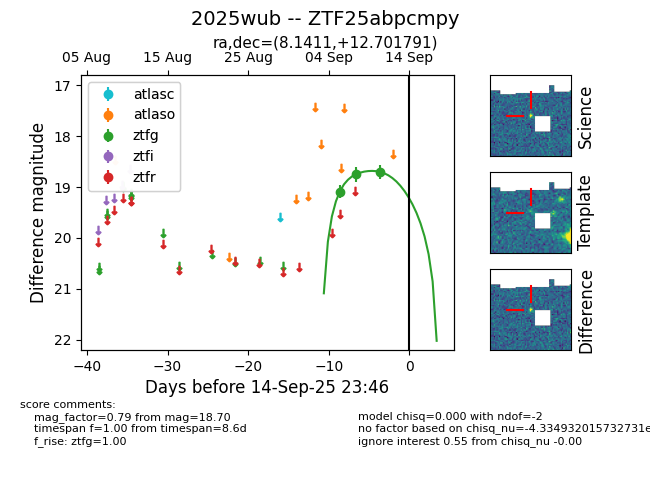 2025wub -- ZTF25abpcmpy
ra,dec=(8.1411,+12.701791)
05 Aug 15 Aug 25 Aug 04 Sep 14 Sep
17
18
19
20
21
22
Difference magnitude
atlasc
atlaso
ztfg
ztfi
ztfr
−40 −30 −20 −10 0
Days before 14-Sep-25 23:46
Science
Template
Difference
score comments:
mag_factor=0.79 from mag=18.70
timespan f=1.00 from timespan=8.6d
f_rise: ztfg=1.00
model chisq=0.000 with ndof=-2
no factor based on chisq_nu=-4.334932015732731e
ignore interest 0.55 from chisq_nu -0.00